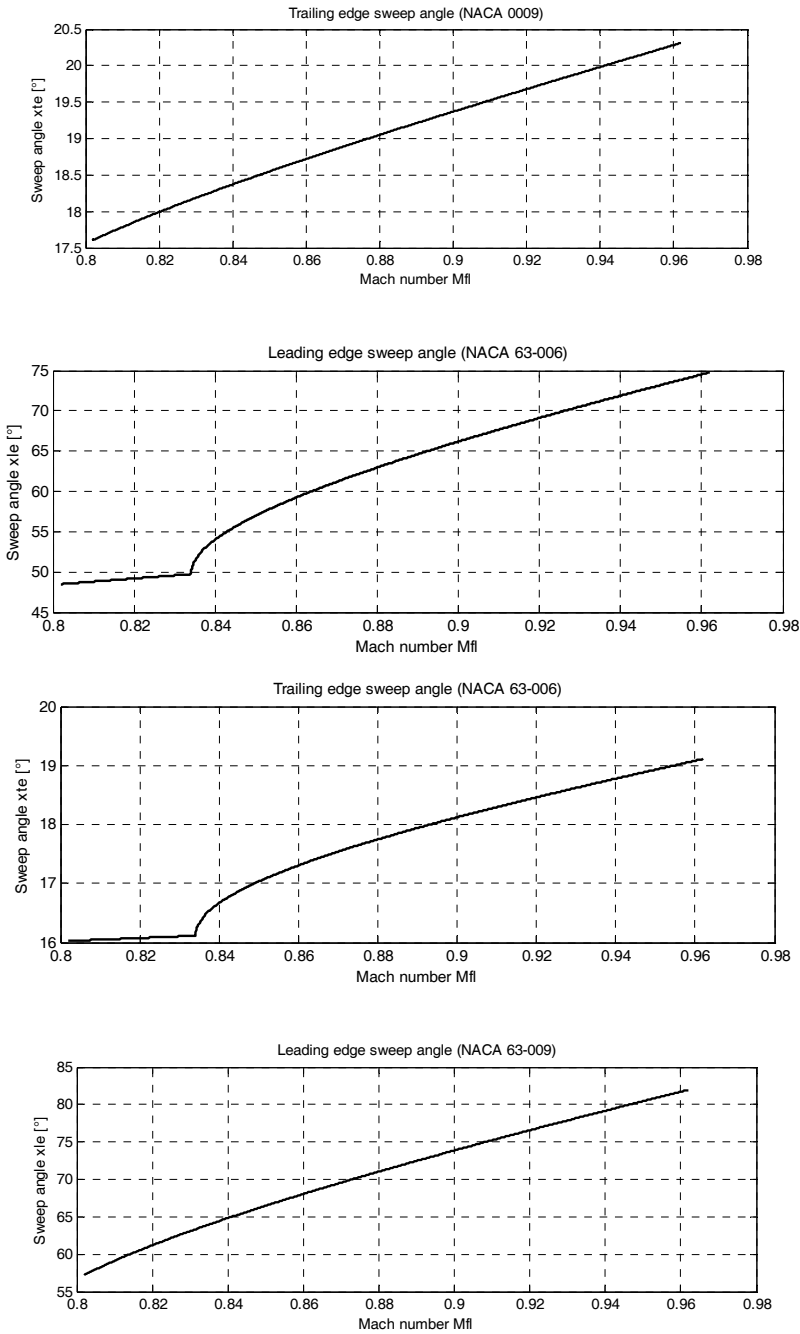 Trailing edge sweep angle (NACA 0009)
20.5
20
19.5
19
18.5
18
17.5
Sweep angle xte [°]
0.8 0.82 0.84 0.86 0.88 0.9 0.92 0.94 0.96 0.98
Mach number Mfl
Leading edge sweep angle (NACA 63-006)
75
70
65
60
55
50
45
Sweep angle xle [°]
0.8 0.82 0.84 0.86 0.88 0.9 0.92 0.94 0.96 0.98
Mach number Mfl
Trailing edge sweep angle (NACA 63-006)
20
19
18
17
16
Sweep angle xte [°]
0.8 0.82 0.84 0.86 0.88 0.9 0.92 0.94 0.96 0.98
Mach number Mfl
Leading edge sweep angle (NACA 63-009)
85
80
75
70
65
60
55
Sweep angle xle [°]
0.8 0.82 0.84 0.86 0.88 0.9 0.92 0.94 0.96 0.98
Mach number Mfl